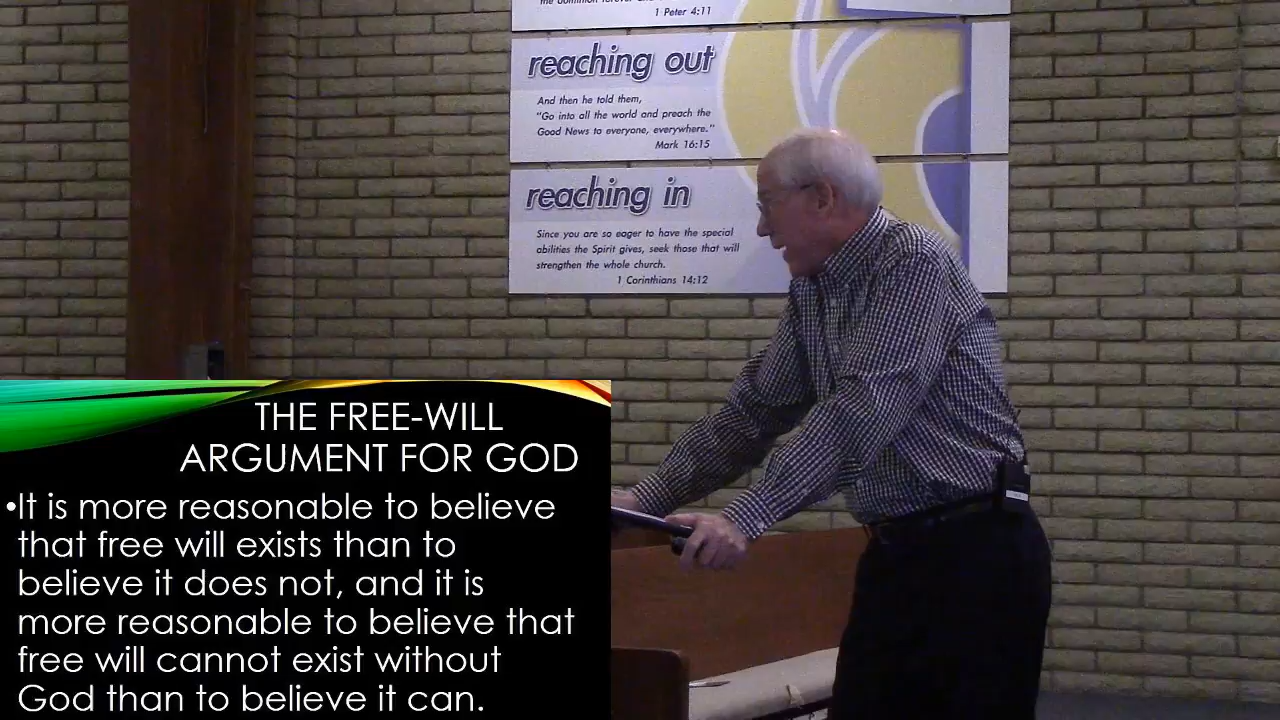 the dominion forever and
1 Peter 4:11
reaching out
And then he told them,
“Go into all the world and preach the
Good News to everyone, everywhere.”
Mark 16:15
reaching in
Since you are so eager to have the special
abilities the Spirit gives, seek those that will
strengthen the whole church.
1 Corinthians 14:12
THE FREE-WILL
ARGUMENT FOR GOD
•It is more reasonable to believe
that free will exists than to
believe it does not, and it is
more reasonable to believe that
free will cannot exist without
God than to believe it can.